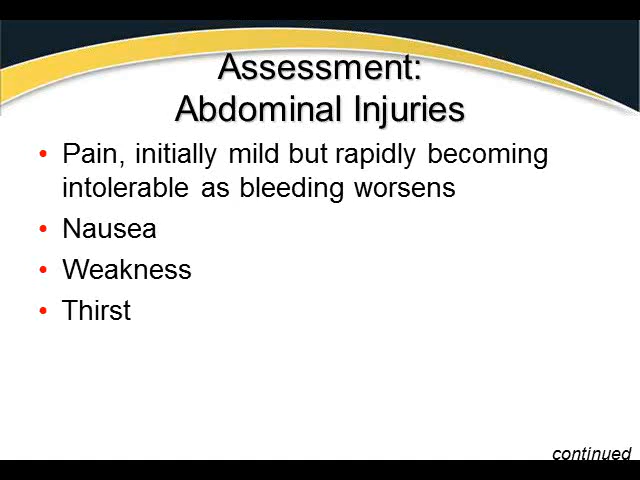 Assessment:
Abdominal Injuries
• Pain, initially mild but rapidly becoming
intolerable as bleeding worsens
• Nausea
• Weakness
• Thirst
continued